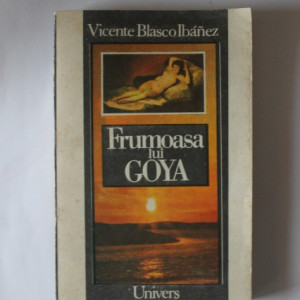 Vicente Blasco Ibáñez
Frumoasa
lui
GOYA
Univers